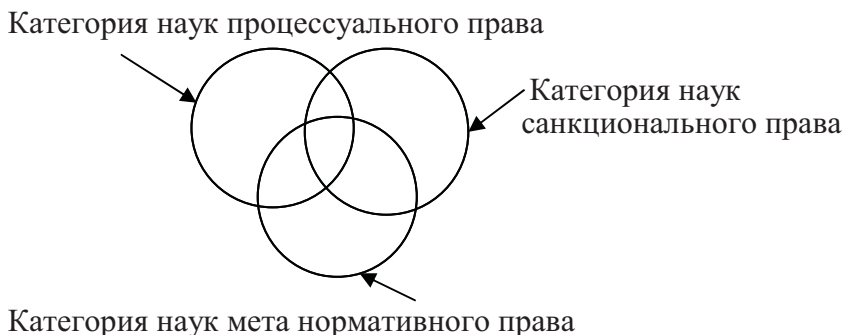 Категория наук процессуального права
Категория наук
санкционального права
Категория наук мета нормативного права